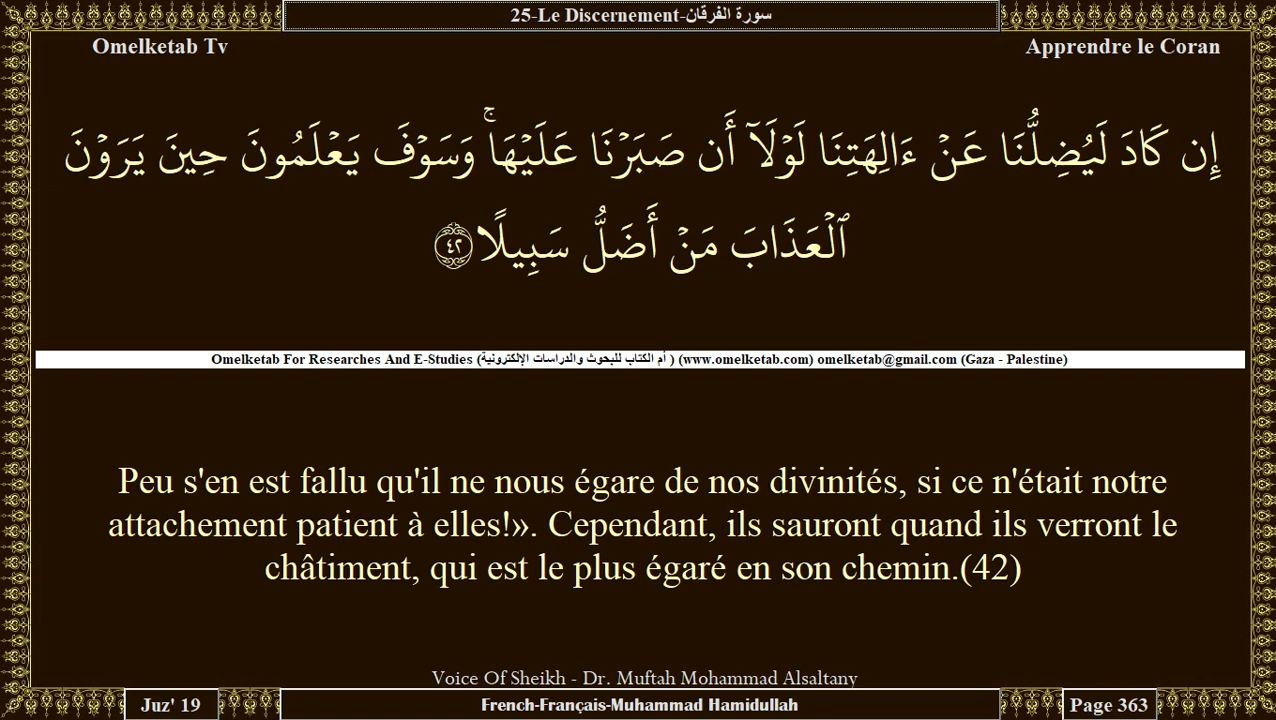 25-Le Discernement-سورة الفرقان
Omelketab Tv
Apprendre le Coran
إِن كَادَ لَيُضِلُّنَا عَنۡ ءَالِهَتِنَا لَوۡلَآ أَن صَبَرۡنَا عَلَيۡهَاۚ وَسَوۡفَ يَعۡلَمُونَ حِينَ يَرَوۡنَ
ٱلۡعَذَابَ مَنۡ أَضَلُّ سَبِيلًا ٤٢
Omelketab For Researches And E-Studies (أم الكتاب للبحوث والدراسات الإلكترونية ) (www.omelketab.com) omelketab@gmail.com (Gaza - Palestine)
Peu s'en est fallu qu'il ne nous égare de nos divinités, si ce n'était notre
attachement patient à elles!». Cependant, ils sauront quand ils verront le
châtiment, qui est le plus égaré en son chemin.(42)
Voice Of Sheikh - Dr. Muftah Mohammad Alsaltany
Juz' 19
French-Français-Muhammad Hamidullah
Page 363